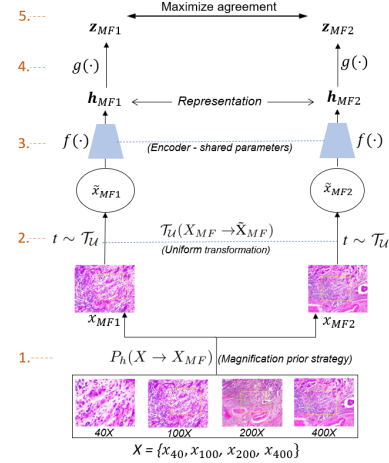 5. Maximize agreement
z_MF1 z_MF2
4. g(·) g(·)
h_MF1 Representation h_MF2
3. f(·) f(·)
(Encoder - shared parameters)
x̃_MF1 x̃_MF2
2. t ~ 𝒯_𝒰 𝒯_𝒰(X_MF → X̃_MF) t ~ 𝒯_𝒰
(Uniform transformation)
x_MF1 x_MF2
1. P_h(X → X_MF) (Magnification prior strategy)
40X 100X 200X 400X
X = {x_40, x_100, x_200, x_400}